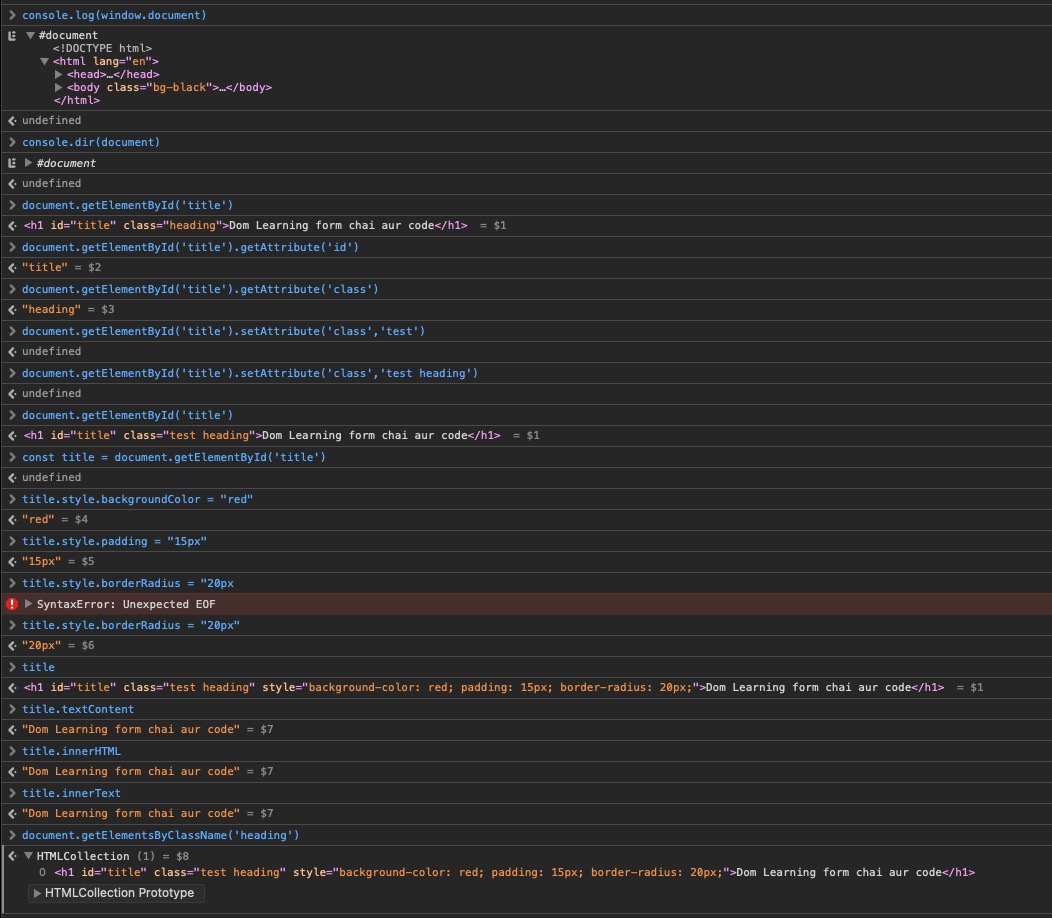 console.log(window.document)
#document
<!DOCTYPE html>
<html lang="en">
<head>…</head>
<body class="bg-black">…</body>
</html>
undefined
console.dir(document)
#document
undefined
document.getElementById('title')
<h1 id="title" class="heading">Dom Learning form chai aur code</h1> = $1
document.getElementById('title').getAttribute('id')
"title" = $2
document.getElementById('title').getAttribute('class')
"heading" = $3
document.getElementById('title').setAttribute('class','test')
undefined
document.getElementById('title').setAttribute('class','test heading')
undefined
document.getElementById('title')
<h1 id="title" class="test heading">Dom Learning form chai aur code</h1> = $1
const title = document.getElementById('title')
undefined
title.style.backgroundColor = "red"
"red" = $4
title.style.padding = "15px"
"15px" = $5
title.style.borderRadius = "20px
SyntaxError: Unexpected EOF
title.style.borderRadius = "20px"
"20px" = $6
title
<h1 id="title" class="test heading" style="background-color: red; padding: 15px; border-radius: 20px;">Dom Learning form chai aur code</h1> = $1
title.textContent
"Dom Learning form chai aur code" = $7
title.innerHTML
"Dom Learning form chai aur code" = $7
title.innerText
"Dom Learning form chai aur code" = $7
document.getElementsByClassName('heading')
HTMLCollection (1) = $8
0 <h1 id="title" class="test heading" style="background-color: red; padding: 15px; border-radius: 20px;">Dom Learning form chai aur code</h1>
HTMLCollection Prototype